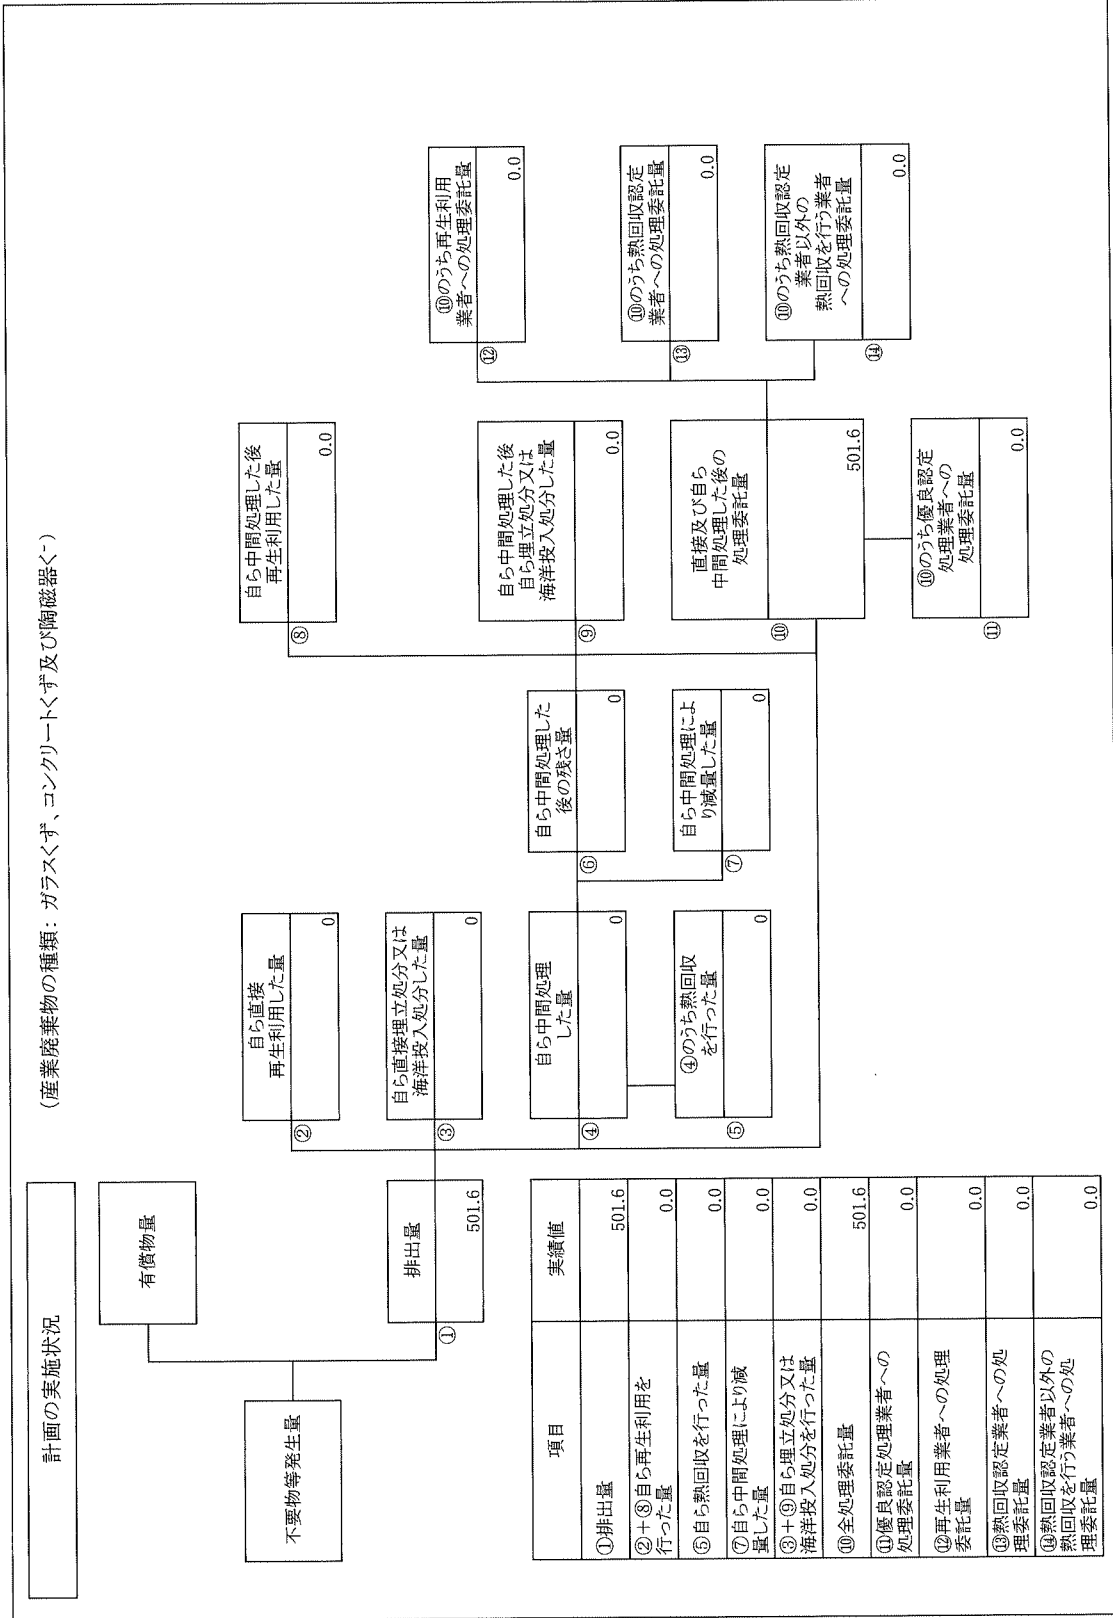 計画の実施状況
(産業廃棄物の種類：ガラスくず、コンクリートくず及び陶磁器く-)
不要物等発生量
有償物量
①
排出量
501.6
②
自ら直接
再生利用した量
0
③
自ら直接埋立処分又は
海洋投入処分した量
0
④
自ら中間処理
した量
0
⑤
④のうち熱回収
を行った量
0
⑥
自ら中間処理した
後の残さ量
0
⑦
自ら中間処理によ
り減量した量
0
⑧
自ら中間処理した後
再生利用した量
0.0
⑨
自ら中間処理した後
自ら埋立処分又は
海洋投入処分した量
0.0
⑩
直接及び自ら
中間処理した後の
処理委託量
501.6
⑪
⑩のうち優良認定
処理業者への
処理委託量
0.0
⑫
⑩のうち再生利用
業者への処理委託量
0.0
⑬
⑩のうち熱回収認定
業者への処理委託量
0.0
⑭
⑩のうち熱回収認定
業者以外の
熱回収を行う業者
への処理委託量
0.0
項目 実績値
①排出量 501.6
②＋⑧自ら再生利用を
行った量 0.0
⑤自ら熱回収を行った量 0.0
⑦自ら中間処理により減
量した量 0.0
③＋⑨自ら埋立処分又は
海洋投入処分を行った量 0.0
⑩全処理委託量 501.6
⑪優良認定処理業者への
処理委託量 0.0
⑫再生利用業者への処理
委託量 0.0
⑬熱回収認定業者への処
理委託量 0.0
⑭熱回収認定業者以外の
熱回収を行う業者への処
理委託量 0.0